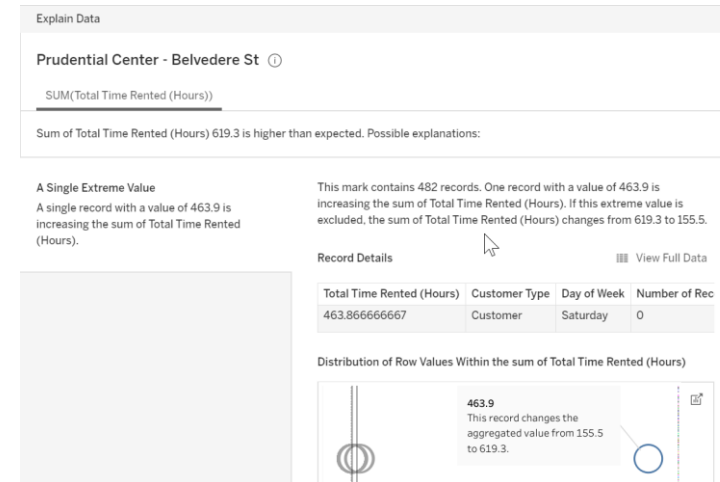 Explain Data
Prudential Center - Belvedere St
SUM(Total Time Rented (Hours))
Sum of Total Time Rented (Hours) 619.3 is higher than expected. Possible explanations:
A Single Extreme Value
A single record with a value of 463.9 is
increasing the sum of Total Time Rented
(Hours).
This mark contains 482 records. One record with a value of 463.9 is
increasing the sum of Total Time Rented (Hours). If this extreme value is
excluded, the sum of Total Time Rented (Hours) changes from 619.3 to 155.5.
Record Details View Full Data
Total Time Rented (Hours) Customer Type Day of Week Number of Rec
463.866666667 Customer Saturday 0
Distribution of Row Values Within the sum of Total Time Rented (Hours)
463.9
This record changes the
aggregated value from 155.5
to 619.3.